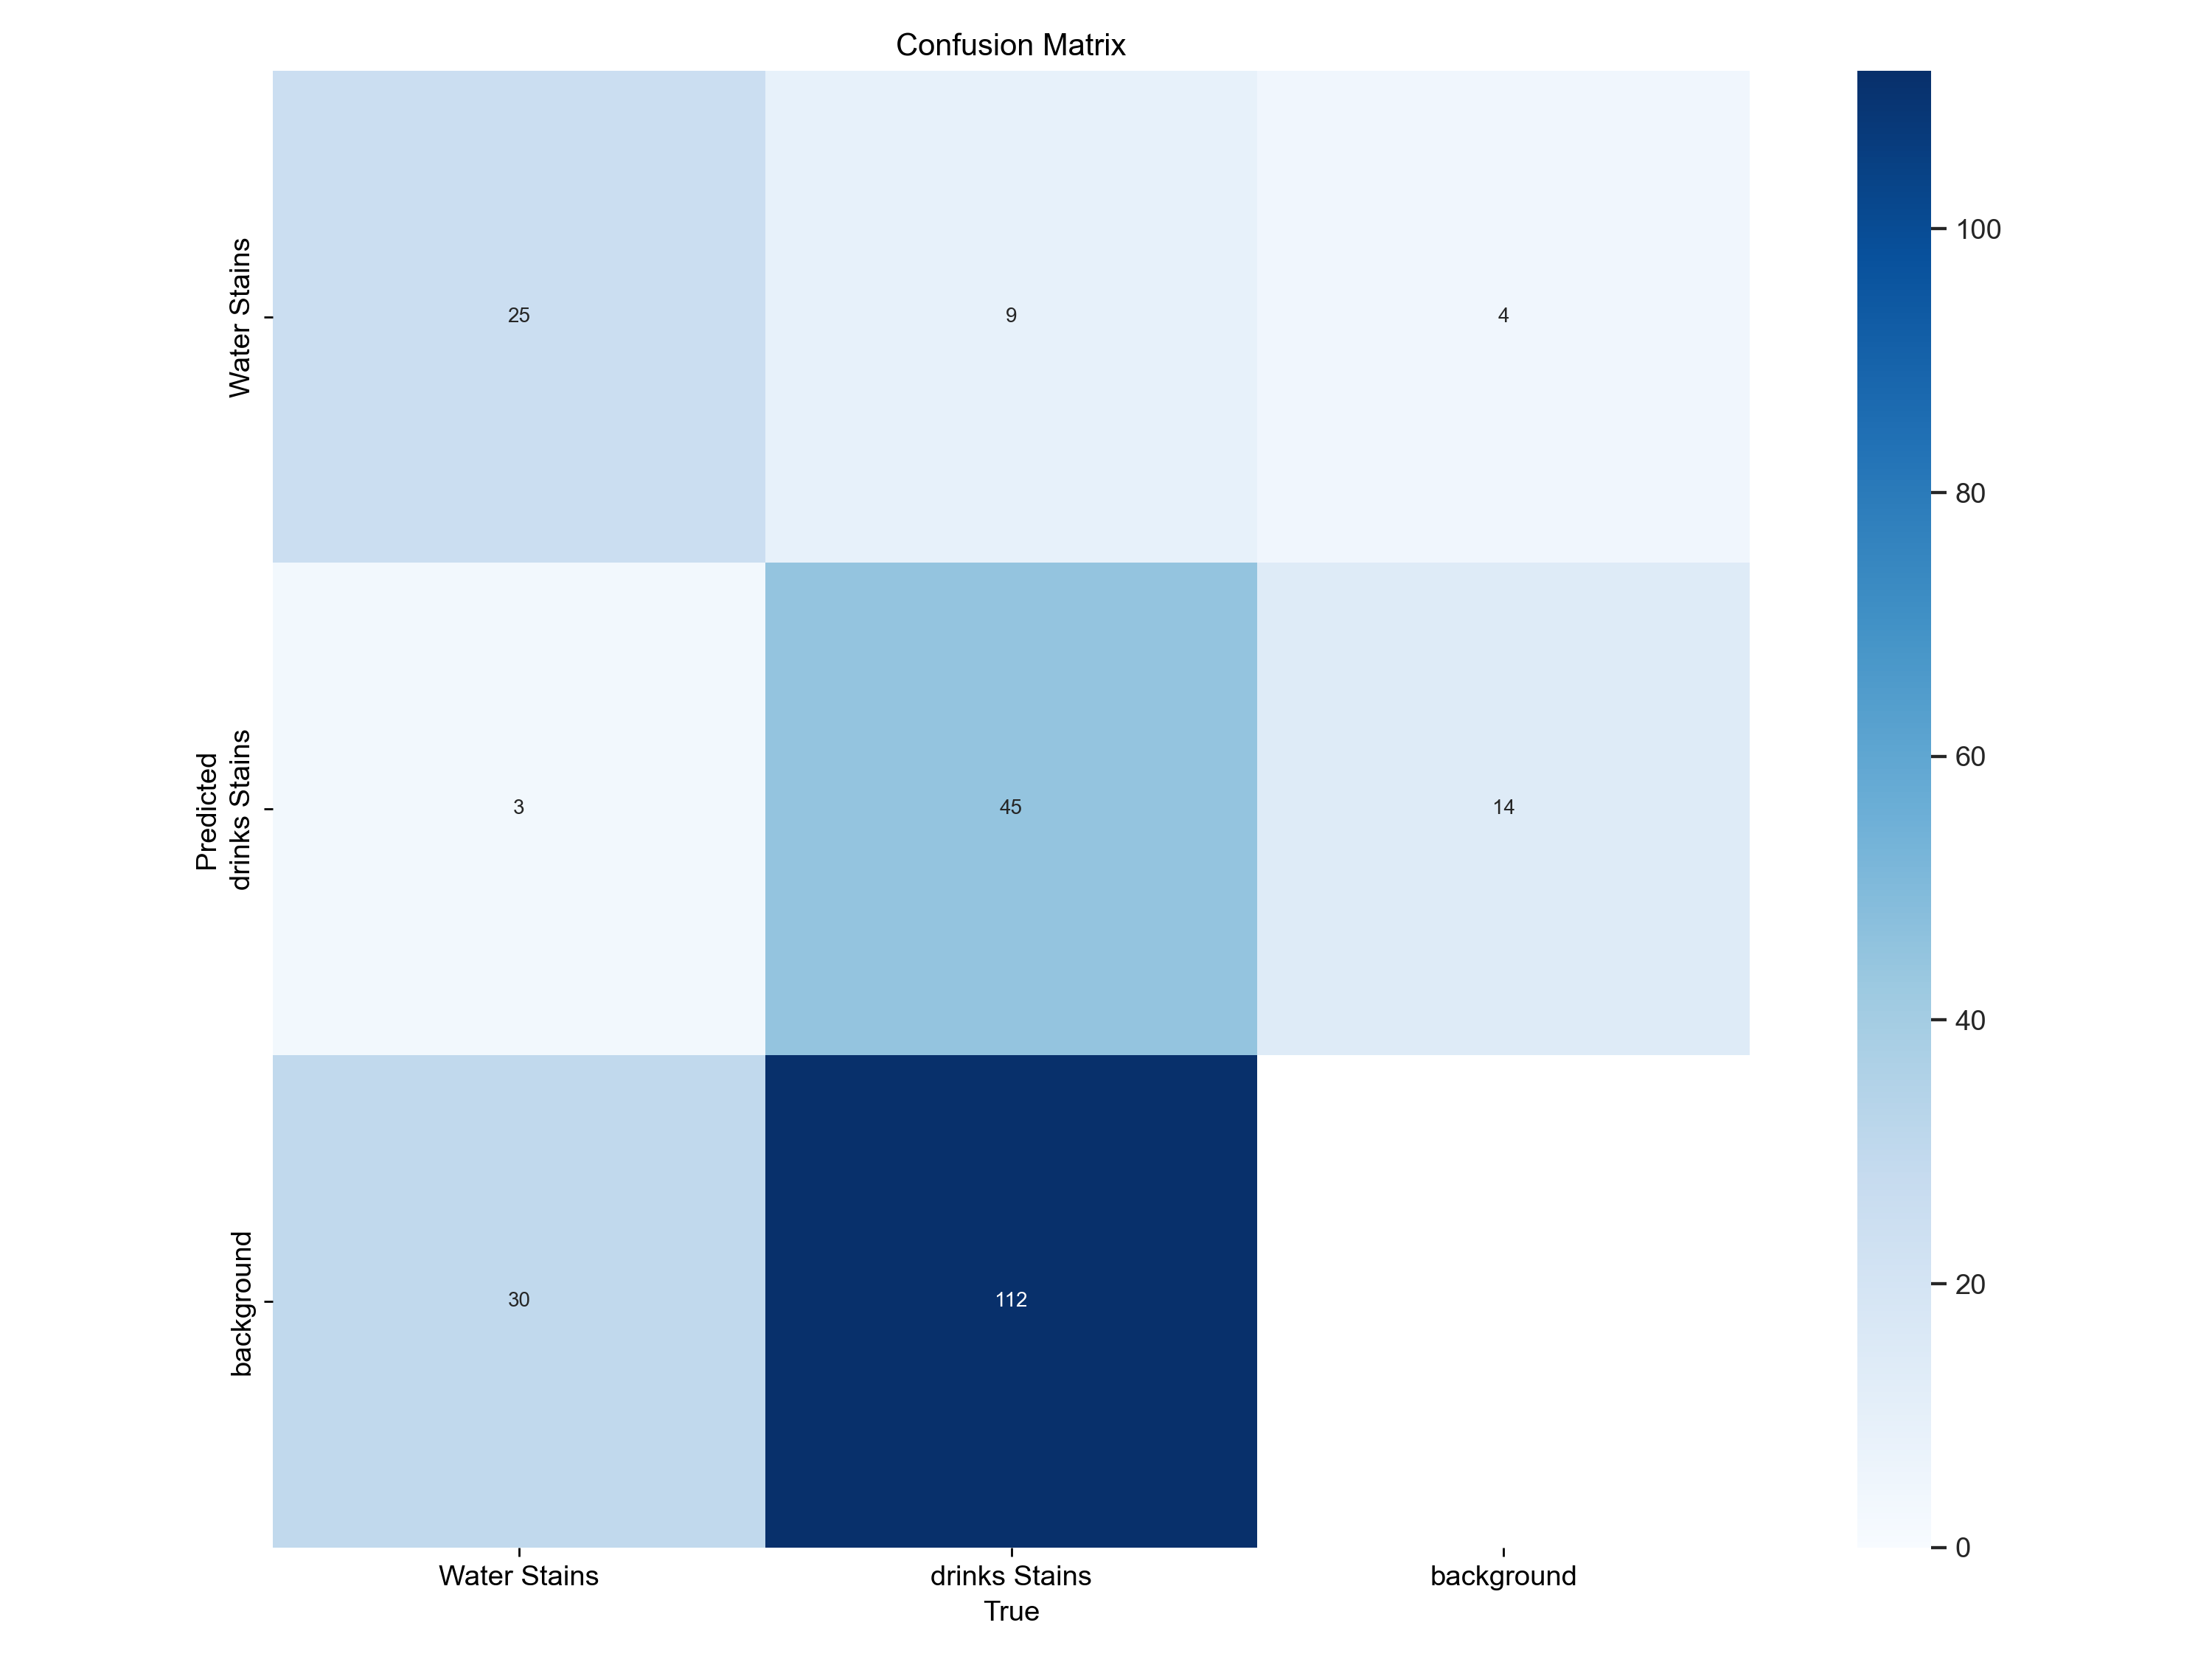 Confusion Matrix
Water Stains
25
9
4
100
80
Predicted
drinks Stains
3
45
14
60
40
background
30
112
20
0
Water Stains
drinks Stains
background
True